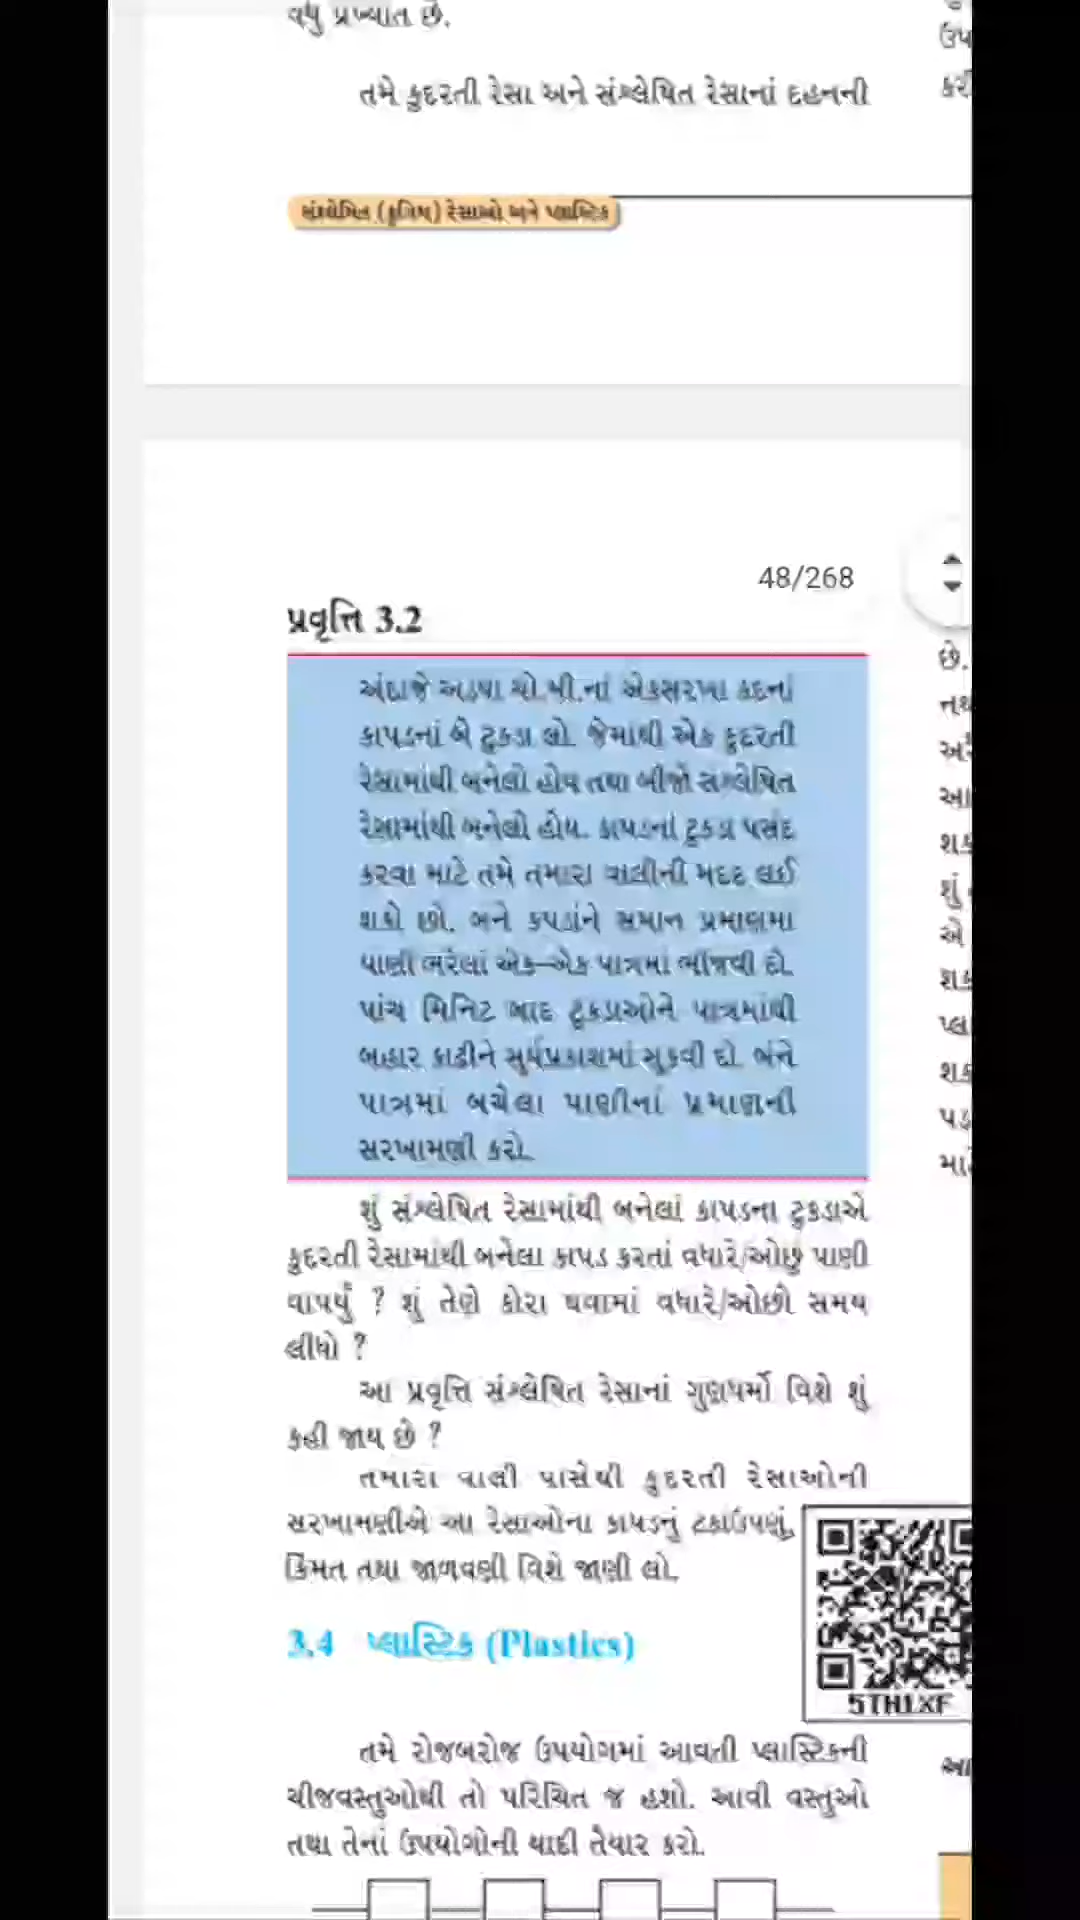 વધુ પ્રખ્યાત છે.
તમે કુદરતી રેસા અને સંશ્લેષિત રેસાનાં દહનની
સંશ્લેષિત (કૃત્રિમ) રેસાઓ અને પ્લાસ્ટિક
48/268
પ્રવૃત્તિ 3.2
અંદાજે અડધા ચો.મી.નાં એકસરખા કદનાં
કાપડનાં બે ટુકડા લો. જેમાંથી એક કુદરતી
રેસામાંથી બનેલો હોય તથા બીજો સંશ્લેષિત
રેસામાંથી બનેલો હોય. કાપડનાં ટુકડા પસંદ
કરવા માટે તમે તમારા વાલીની મદદ લઈ
શકો છો. બંને કપડાંને સમાન પ્રમાણમાં
પાણી ભરેલાં એક-એક પાત્રમાં ભીંજવી દો.
પાંચ મિનિટ બાદ ટુકડાઓને પાત્રમાંથી
બહાર કાઢીને સૂર્યપ્રકાશમાં સૂકવી દો. બંને
પાત્રમાં બચેલા પાણીનાં પ્રમાણની
સરખામણી કરો.
શું સંશ્લેષિત રેસામાંથી બનેલાં કાપડના ટુકડાએ
કુદરતી રેસામાંથી બનેલા કાપડ કરતાં વધારે/ઓછું પાણી
વાપર્યું ? શું તેણે કોરા થવામાં વધારે/ઓછો સમય
લીધો ?
આ પ્રવૃત્તિ સંશ્લેષિત રેસાનાં ગુણધર્મો વિશે શું
કહી જાય છે ?
તમારા વાલી પાસેથી કુદરતી રેસાઓની
સરખામણીએ આ રેસાઓના કાપડનું ટકાઉપણું,
કિંમત તથા જાળવણી વિશે જાણી લો.
3.4 પ્લાસ્ટિક (Plastics)
5TH1XF
તમે રોજબરોજ ઉપયોગમાં આવતી પ્લાસ્ટિકની
ચીજવસ્તુઓથી તો પરિચિત જ હશો. આવી વસ્તુઓ
તથા તેનાં ઉપયોગોની યાદી તૈયાર કરો.
છે.
શું
એ